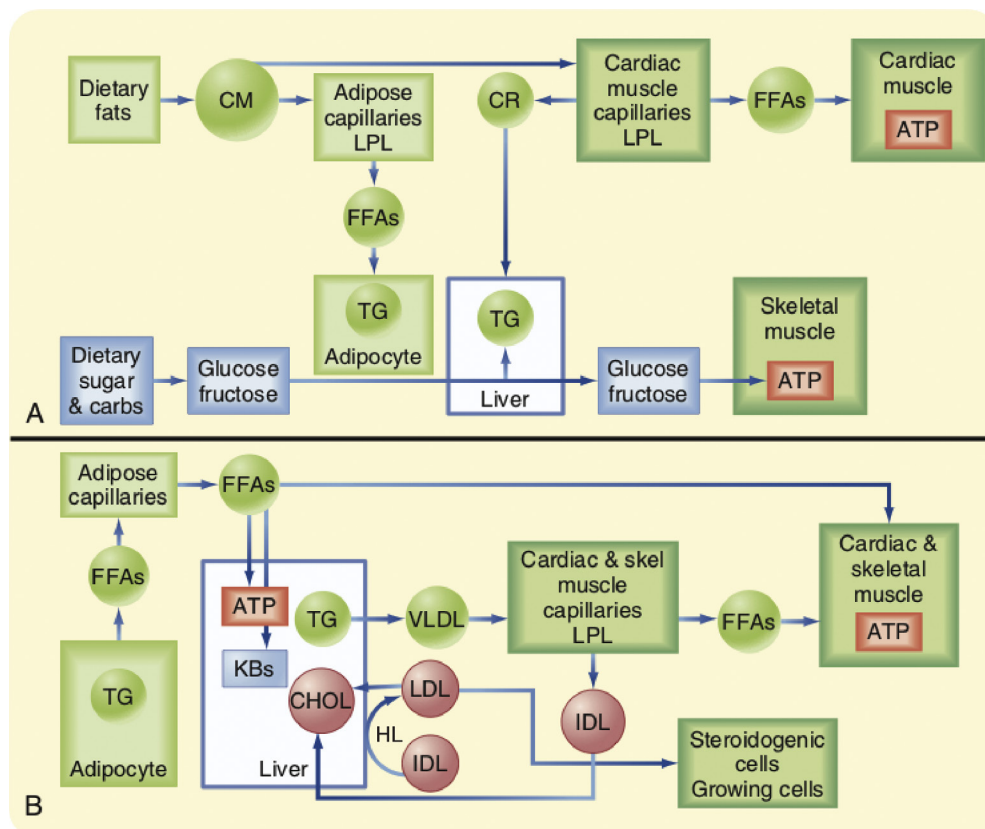 Dietary
fats
CM
Adipose
capillaries
LPL
CR
Cardiac
muscle
capillaries
LPL
FFAs
Cardiac
muscle
ATP
FFAs
TG
Adipocyte
TG
Liver
Skeletal
muscle
ATP
Dietary
sugar
& carbs
Glucose
fructose
Glucose
fructose
A
Adipose
capillaries
FFAs
FFAs
TG
Adipocyte
ATP
KBs
TG
CHOL
Liver
VLDL
LDL
HL
IDL
Cardiac & skel
muscle
capillaries
LPL
IDL
FFAs
Cardiac &
skeletal
muscle
ATP
Steroidogenic
cells
Growing cells
B